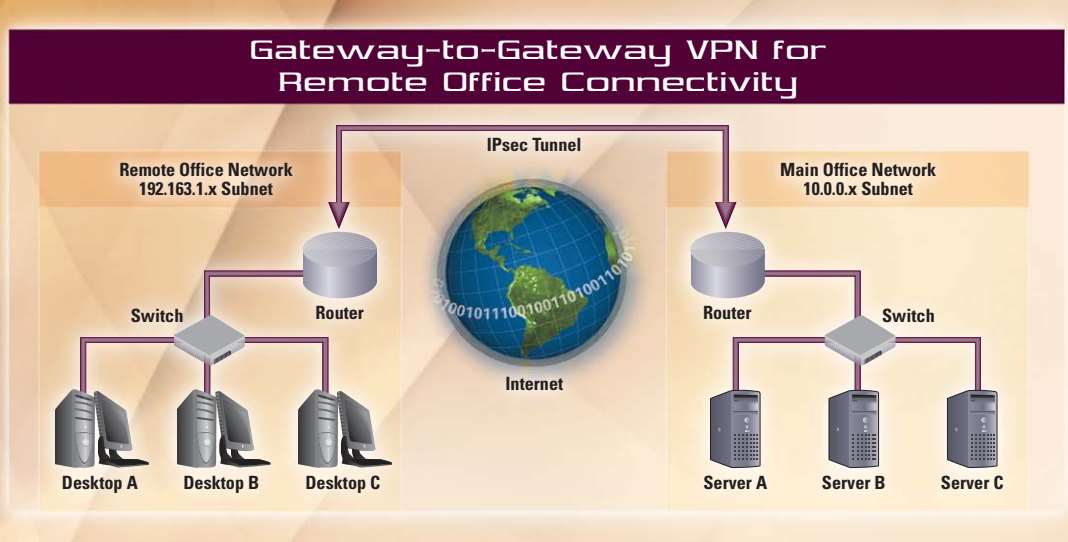 Gateway-to-Gateway VPN for
Remote Office Connectivity
IPsec Tunnel
Remote Office Network
192.163.1.x Subnet
Main Office Network
10.0.0.x Subnet
Switch
Router
Router
Switch
Internet
Desktop A
Desktop B
Desktop C
Server A
Server B
Server C